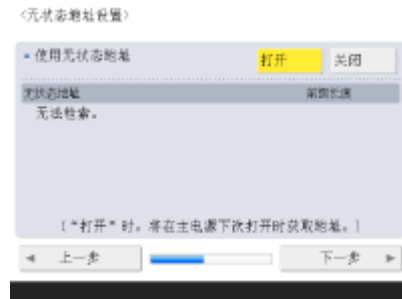 <无状态地址设置>
使用无状态地址 打开 关闭
无状态地址 前缀长度
无法检索。
(“打开”时，将在主电源下次打开时获取地址。)
上一步 下一步